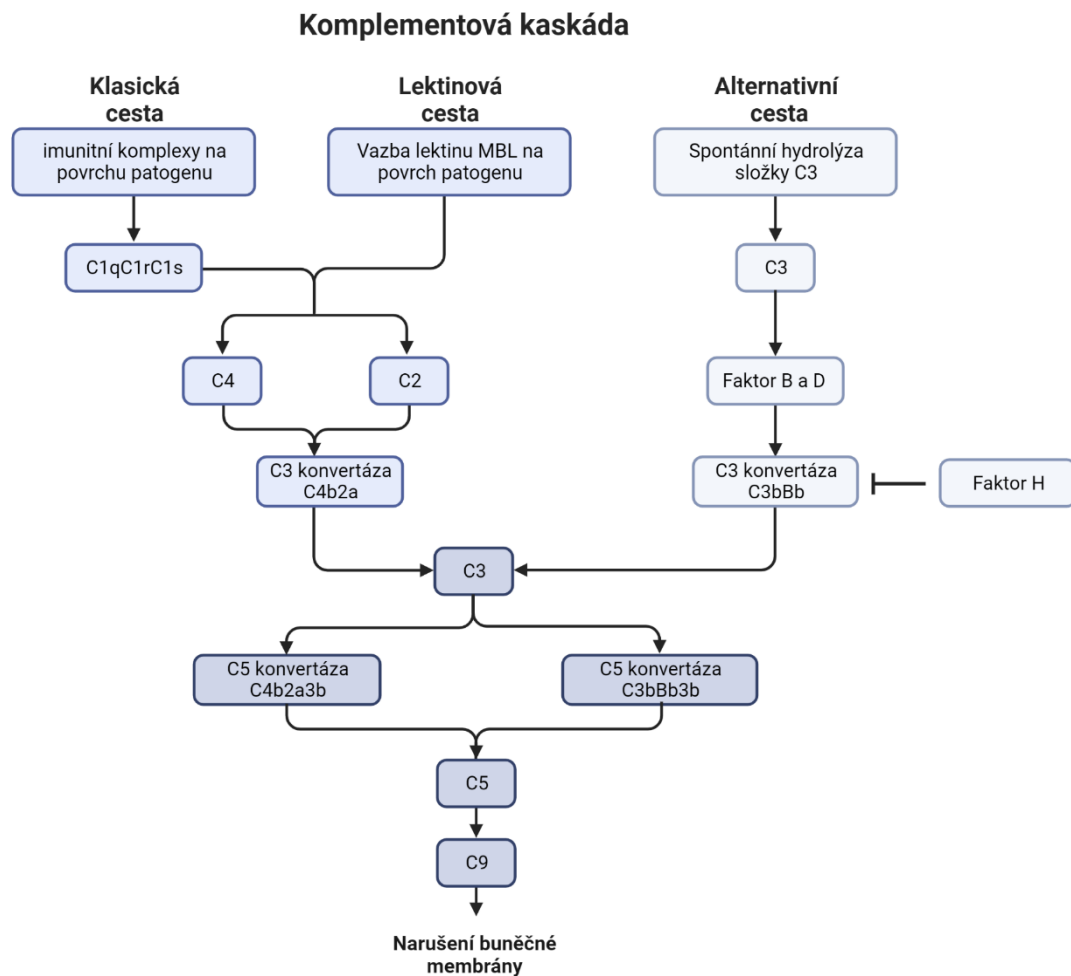 Komplementová kaskáda
Klasická
cesta
Lektinová
cesta
Alternativní
cesta
imunitní komplexy na
povrchu patogenu
Vazba lektinu MBL na
povrch patogenu
Spontánní hydrolýza
složky C3
C1qC1rC1s
C3
C4
C2
Faktor B a D
C3 konvertáza
C4b2a
C3 konvertáza
C3bBb
Faktor H
C3
C5 konvertáza
C4b2a3b
C5 konvertáza
C3bBb3b
C5
C9
Narušení buněčné
membrány